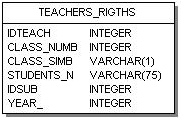 TEACHERS_RIGTHS
IDTEACH INTEGER
CLASS_NUMB INTEGER
CLASS_SIMB VARCHAR(1)
STUDENTS_N VARCHAR(75)
IDSUB INTEGER
YEAR_ INTEGER